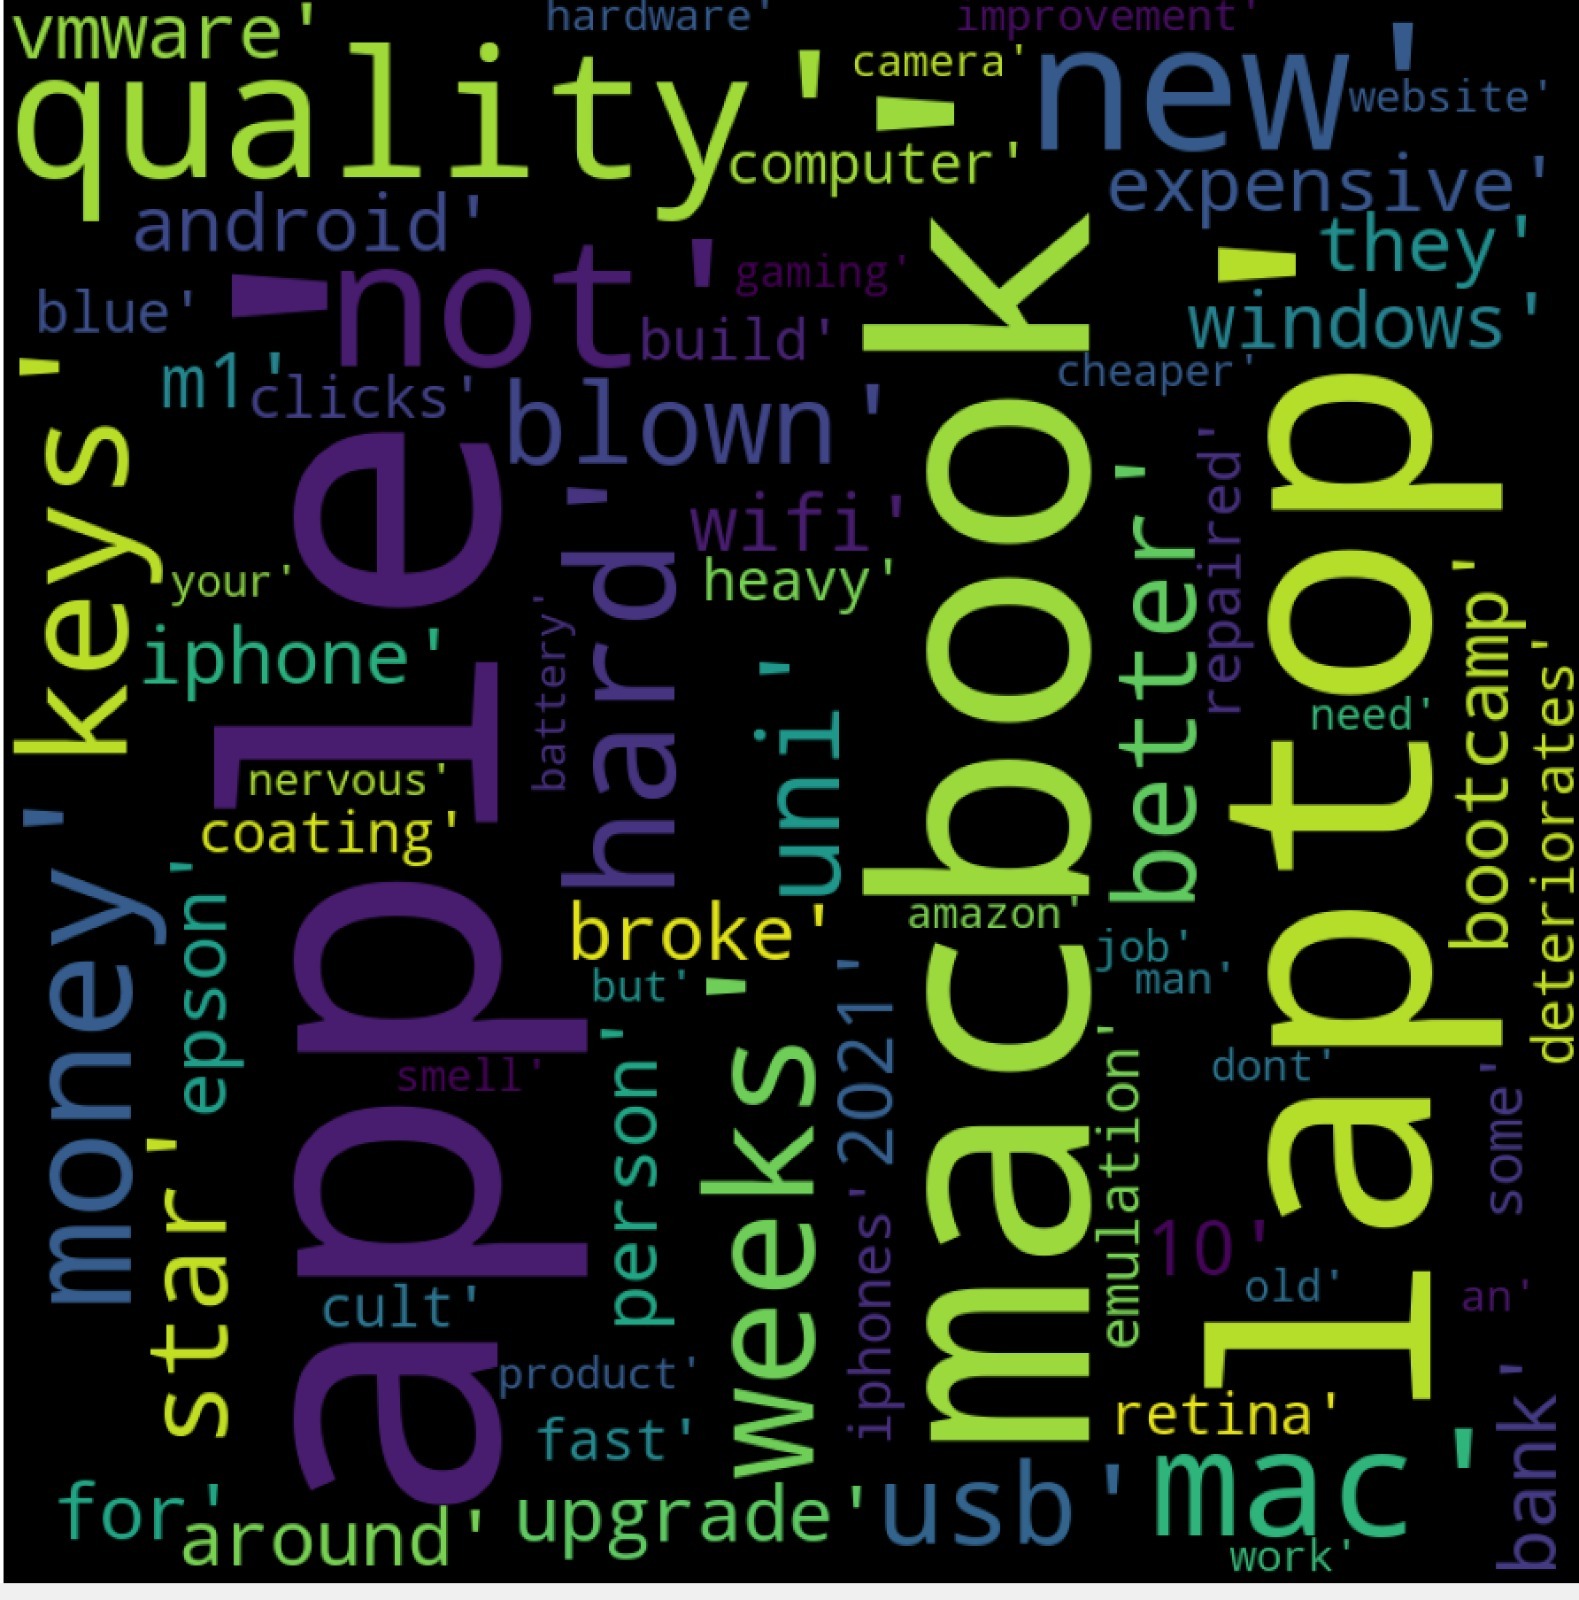 vmware'
hardware'
improvement'
quality'
camera'
new'
website'
computer'
expensive'
android'
they'
not'
gaming'
windows'
blue'
build'
m1'
clicks'
cheaper'
blown'
keys'
apple'
hard'
wifi'
macbook'
better'
repaired'
laptop'
your'
heavy'
iphone'
battery'
uni'
need'
bootcamp'
deteriorates'
nervous'
coating'
money'
epson'
broke'
amazon'
job'
man'
but'
weeks'
2021'
smell'
person'
emulation'
dont'
some'
star'
iphones'
10'
cult'
old'
an'
product'
retina'
fast'
mac'
bank'
for'
around'
upgrade'
usb'
work'